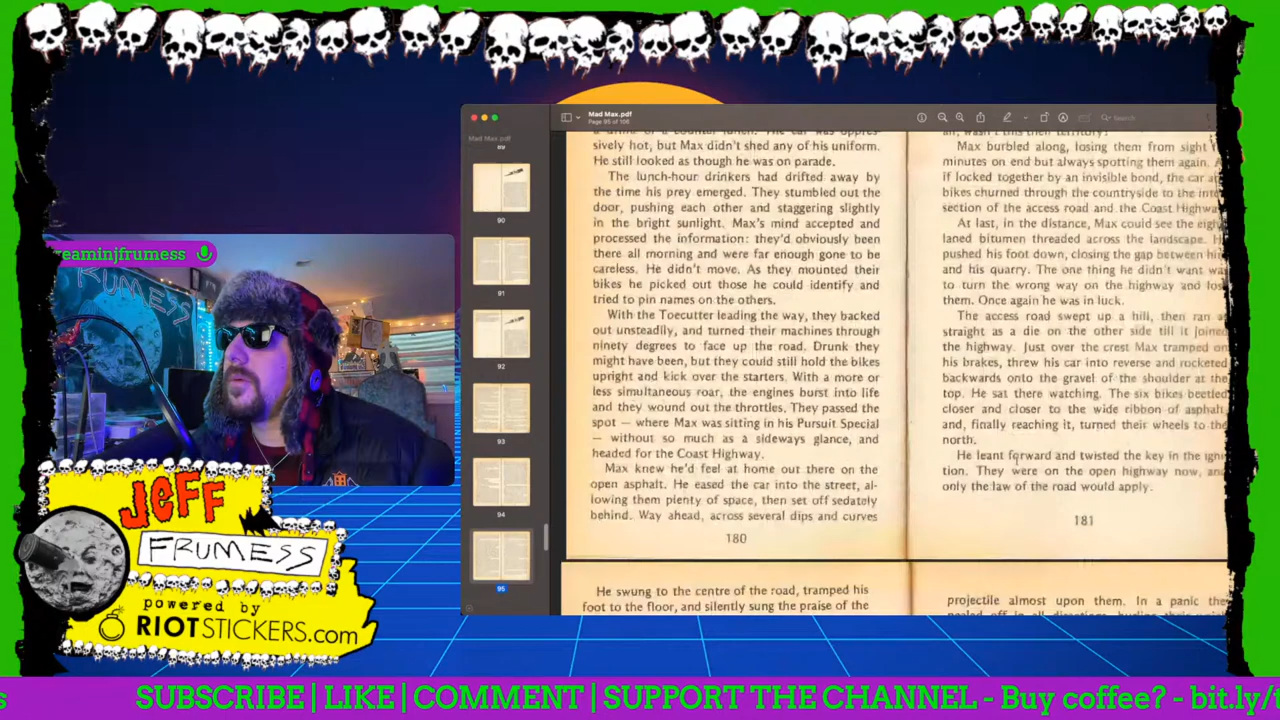 Mad Max.pdf
Page 95 of 106
Search
Mad Max.pdf
90
91
92
93
94
95
sively hot, but Max didn't shed any of his uniform.
He still looked as though he was on parade.
The lunch-hour drinkers had drifted away by
the time his prey emerged. They stumbled out the
door, pushing each other and staggering slightly
in the bright sunlight. Max's mind accepted and
processed the information: they'd obviously been
there all morning and were far enough gone to be
careless. He didn't move. As they mounted their
bikes he picked out those he could identify and
tried to pin names on the others.
With the Toecutter leading the way, they backed
out unsteadily, and turned their machines through
ninety degrees to face up the road. Drunk they
might have been, but they could still hold the bikes
upright and kick over the starters. With a more or
less simultaneous roar, the engines burst into life
and they wound out the throttles. They passed the
spot — where Max was sitting in his Pursuit Special
— without so much as a sideways glance, and
headed for the Coast Highway.
Max knew he'd feel at home out there on the
open asphalt. He eased the car into the street, al-
lowing them plenty of space, then set off sedately
behind. Way ahead, across several dips and curves
180
Max burbled along, losing them from sight
minutes on end but always spotting them again.
if locked together by an invisible bond, the car
bikes churned through the countryside to the
section of the access road and the Coast Highway
At last, in the distance, Max could see the
laned bitumen threaded across the landscape.
pushed his foot down, closing the gap between
and his quarry. The one thing he didn't want
to turn the wrong way on the highway and
them. Once again he was in luck.
The access road swept up a hill, then ran
straight as a die on the other side till it joined
the highway. Just over the crest Max tramped on
his brakes, threw his car into reverse and rocketed
backwards onto the gravel of the shoulder at the
top. He sat there watching. The six bikes beetled
closer and closer to the wide ribbon of asphalt,
and, finally reaching it, turned their wheels to the
north.
He leant forward and twisted the key in the igni
tion. They were on the open highway now, and
only the law of the road would apply.
181
He swung to the centre of the road, tramped his
foot to the floor, and silently sung the praise of the
projectile almost upon them. In a panic the
eaminjfrumess
FRUMESS
JEFF
FRUMESS
powered by
RIOTSTICKERS.com
s SUBSCRIBE | LIKE | COMMENT | SUPPORT THE CHANNEL - Buy coffee? - bit.ly/t